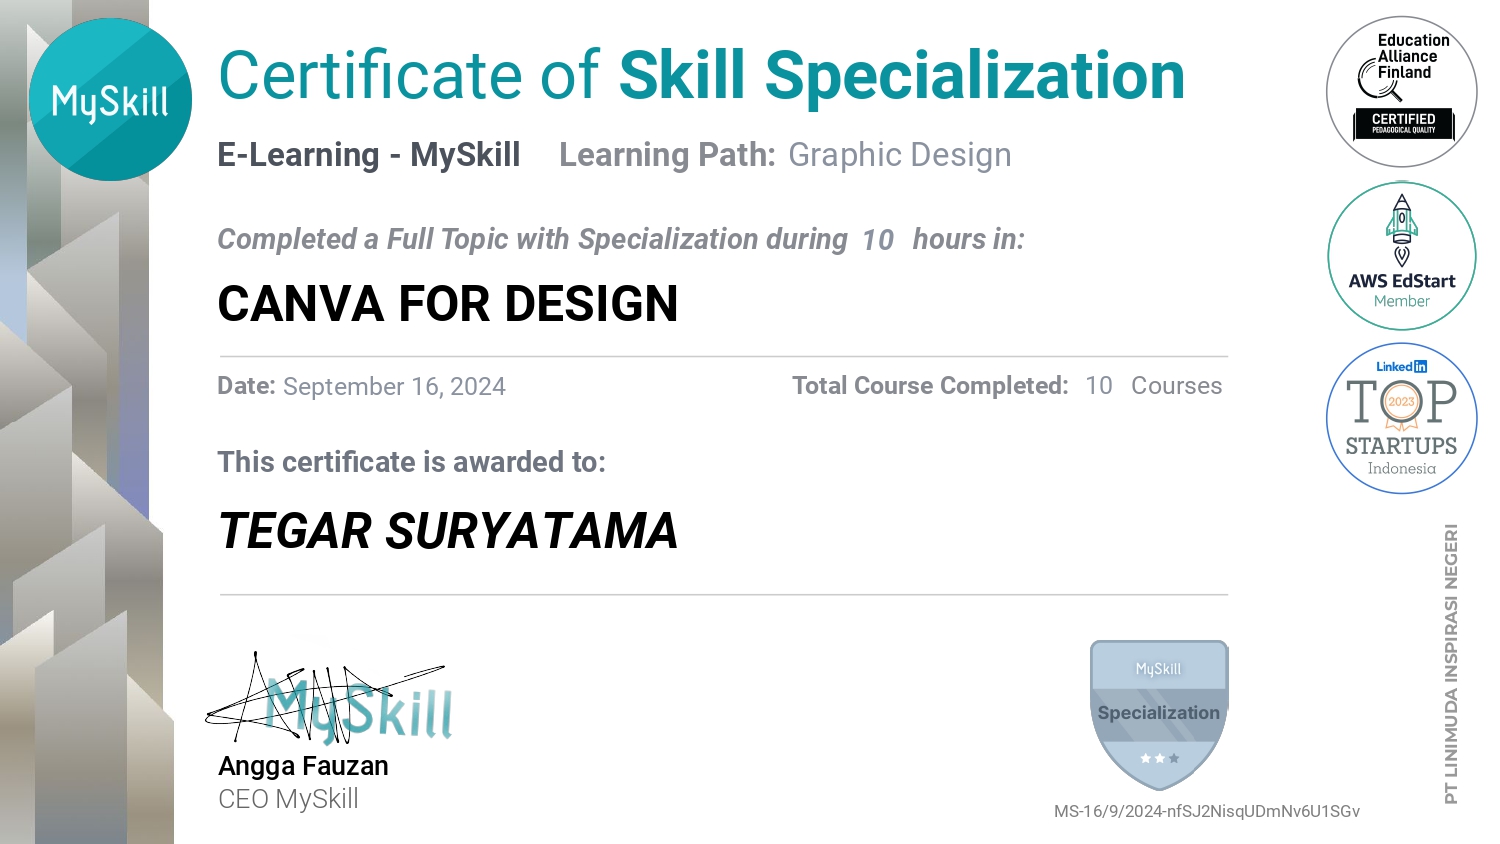 MySkill
Certificate of Skill Specialization
E-Learning - MySkill Learning Path: Graphic Design
Completed a Full Topic with Specialization during 10 hours in:
CANVA FOR DESIGN
Date: September 16, 2024 Total Course Completed: 10 Courses
This certificate is awarded to:
TEGAR SURYATAMA
MySkill
Angga Fauzan
CEO MySkill
MySkill
Specialization
MS-16/9/2024-nfSJ2NisqUDmNv6U1SGv
Education
Alliance
Finland
CERTIFIED
PEDAGOGICAL QUALITY
AWS EdStart
Member
Linked in
TOP
2023
STARTUPS
Indonesia
PT LINIMUDA INSPIRASI NEGERI